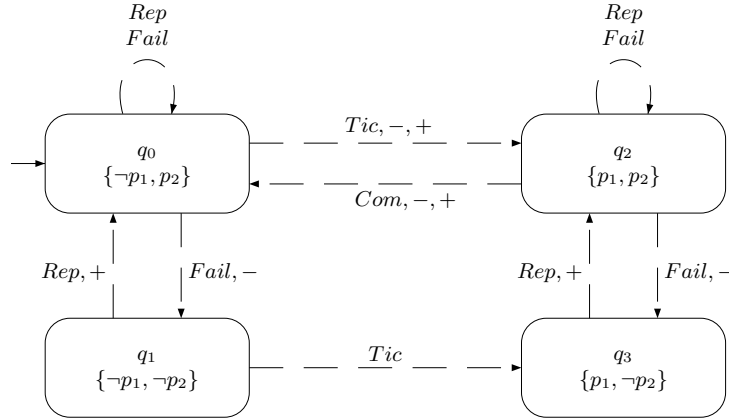 Rep
Fail
Rep
Fail
q0
{¬p1, p2}
Tic, −, +
q2
{p1, p2}
Com, −, +
Rep, +
Fail, −
Rep, +
Fail, −
q1
{¬p1, ¬p2}
Tic
q3
{p1, ¬p2}